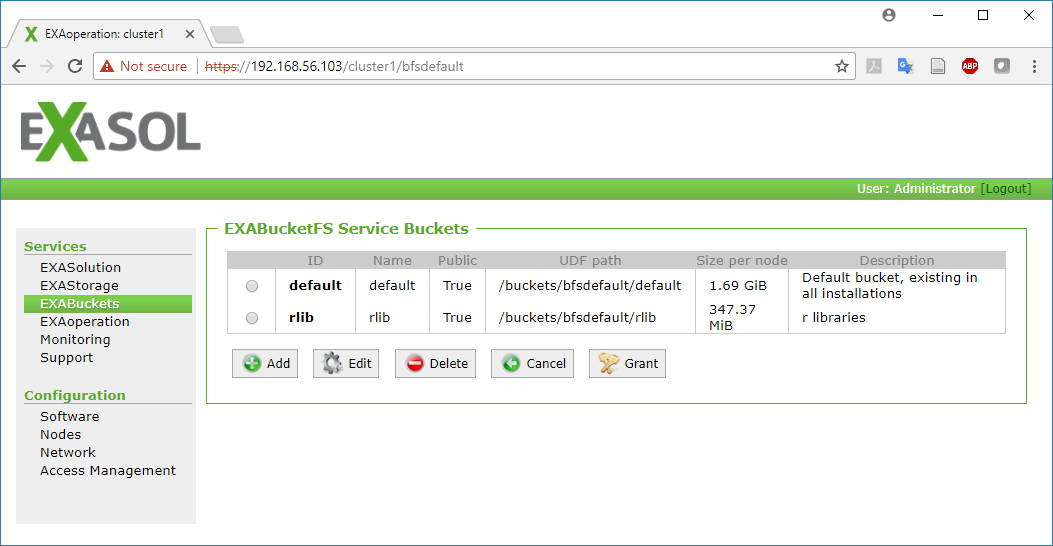 EXAoperation: cluster1
Not secure | https://192.168.56.103/cluster1/bfsdefault
ABP
EXASOL
User: Administrator [Logout]
Services
EXASolution
EXAStorage
EXABuckets
EXAoperation
Monitoring
Support
Configuration
Software
Nodes
Network
Access Management
EXABucketFS Service Buckets
ID Name Public UDF path Size per node Description
default default True /buckets/bfsdefault/default 1.69 GiB Default bucket, existing in
all installations
rlib rlib True /buckets/bfsdefault/rlib 347.37
MiB r libraries
Add Edit Delete Cancel Grant